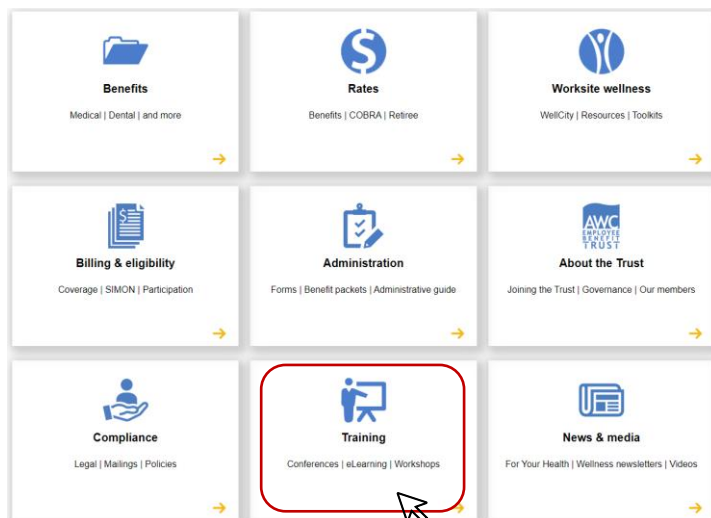 Benefits
Medical | Dental | and more
Rates
Benefits | COBRA | Retiree
Worksite wellness
WellCity | Resources | Toolkits
$
Billing & eligibility
Coverage | SIMON | Participation
Administration
Forms | Benefit packets | Administrative guide
AWC
EMPLOYEE
BENEFIT
TRUST
About the Trust
Joining the Trust | Governance | Our members
Compliance
Legal | Mailings | Policies
Training
Conferences | eLearning | Workshops
News & media
For Your Health | Wellness newsletters | Videos